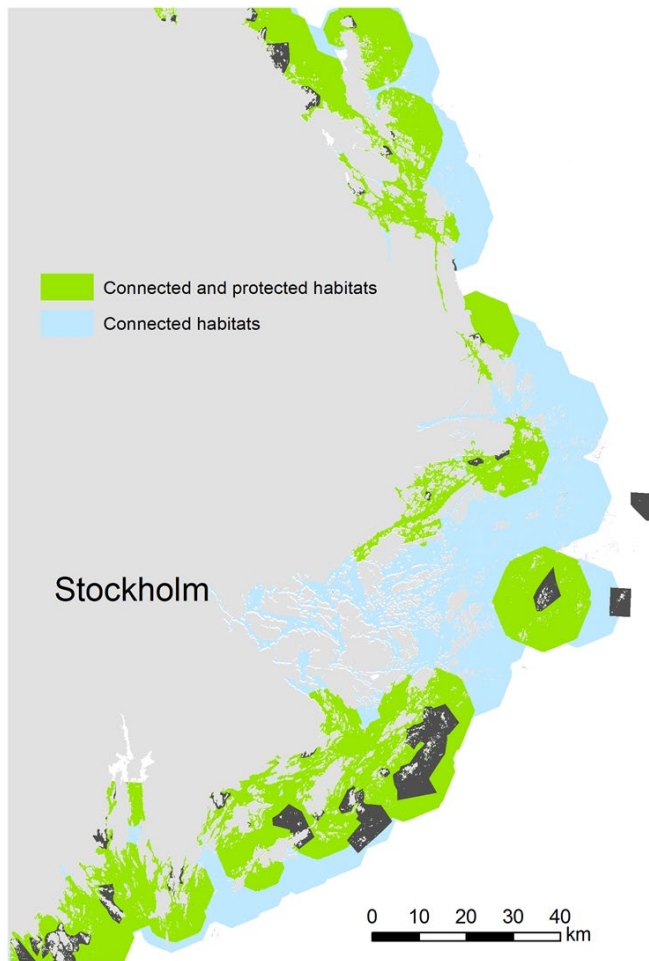 Connected and protected habitats
Connected habitats
Stockholm
0 10 20 30 40
km